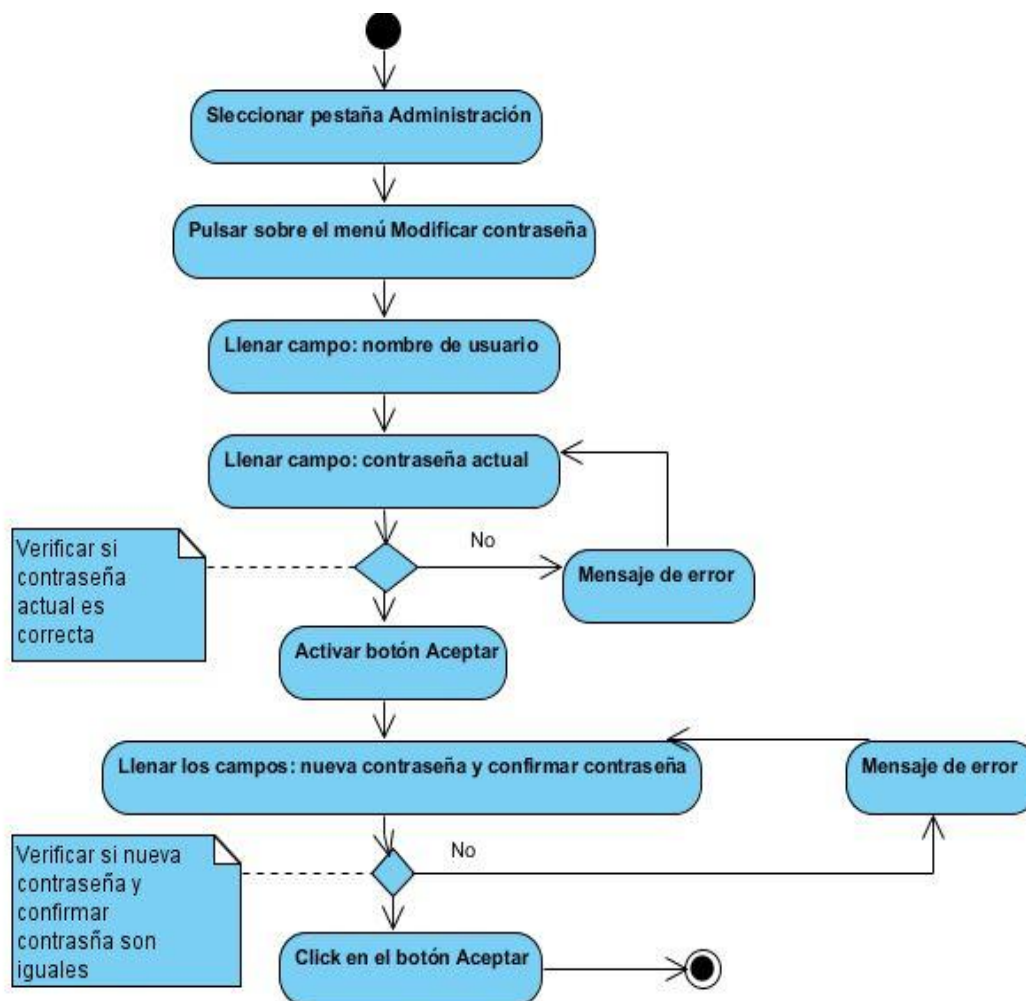 Sleccionar pestaña Administración
Pulsar sobre el menú Modificar contraseña
Llenar campo: nombre de usuario
Llenar campo: contraseña actual
No
Mensaje de error
Verificar si
contraseña
actual es
correcta
Activar botón Aceptar
Llenar los campos: nueva contraseña y confirmar contraseña
Mensaje de error
No
Verificar si nueva
contraseña y
confirmar
contrasña son
iguales
Click en el botón Aceptar